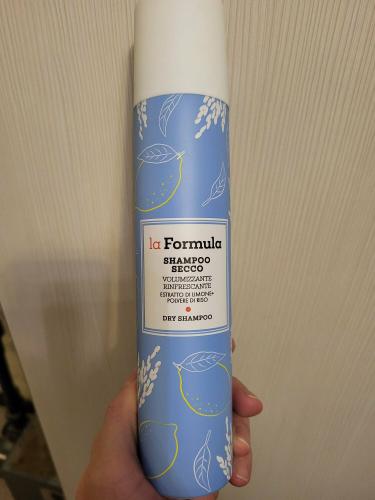 la Formula
SHAMPOO
SECCO
VOLUMIZZANTE
RINFRESCANTE
ESTRATTO DI LIMONE+
POLVERE DI RISO
DRY SHAMPOO